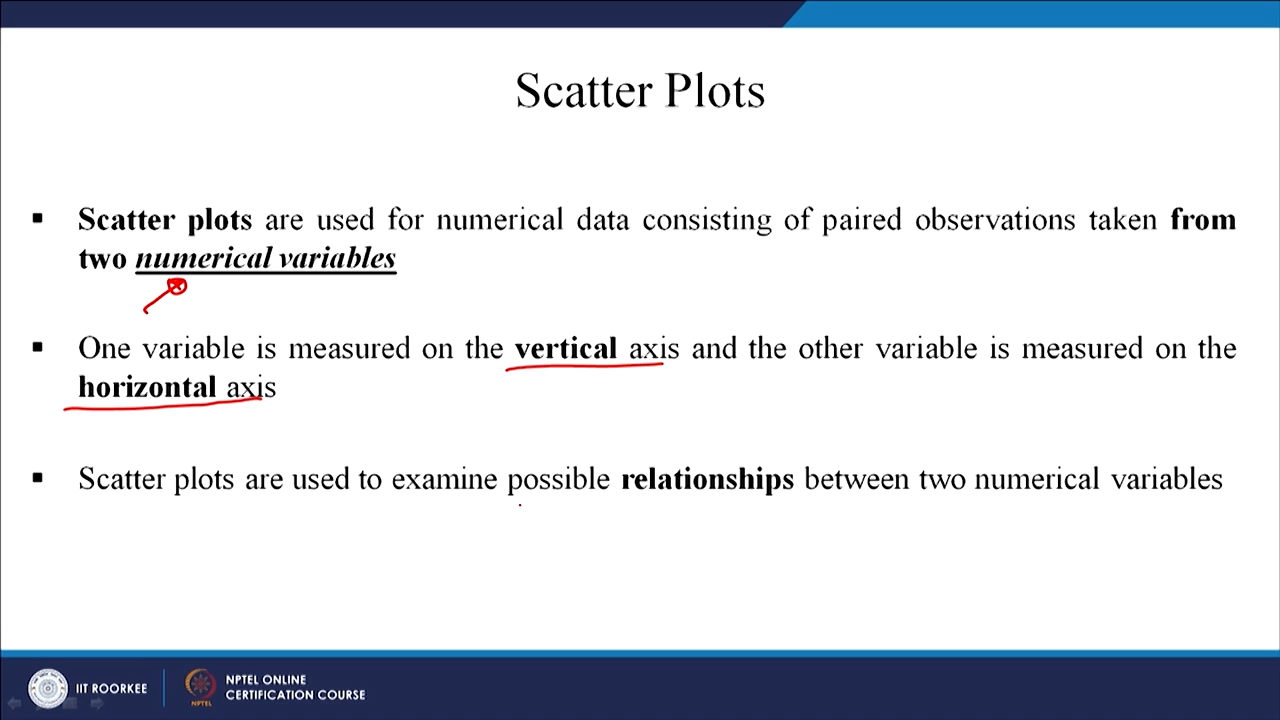 Scatter Plots
▪ Scatter plots are used for numerical data consisting of paired observations taken from
two numerical variables
▪ One variable is measured on the vertical axis and the other variable is measured on the
horizontal axis
▪ Scatter plots are used to examine possible relationships between two numerical variables
IIT ROORKEE
NPTEL
NPTEL ONLINE
CERTIFICATION COURSE